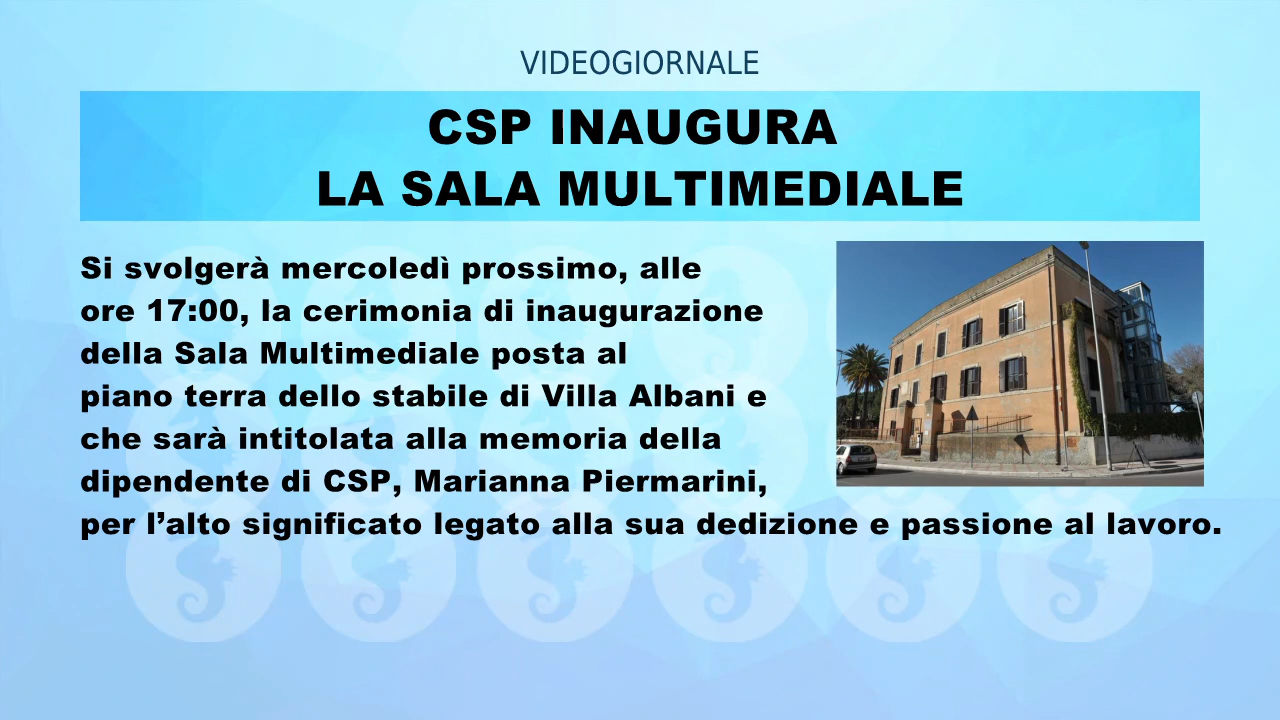 VIDEOGIORNALE
CSP INAUGURA
LA SALA MULTIMEDIALE
Si svolgerà mercoledì prossimo, alle
ore 17:00, la cerimonia di inaugurazione
della Sala Multimediale posta al
piano terra dello stabile di Villa Albani e
che sarà intitolata alla memoria della
dipendente di CSP, Marianna Piermarini,
per l’alto significato legato alla sua dedizione e passione al lavoro.